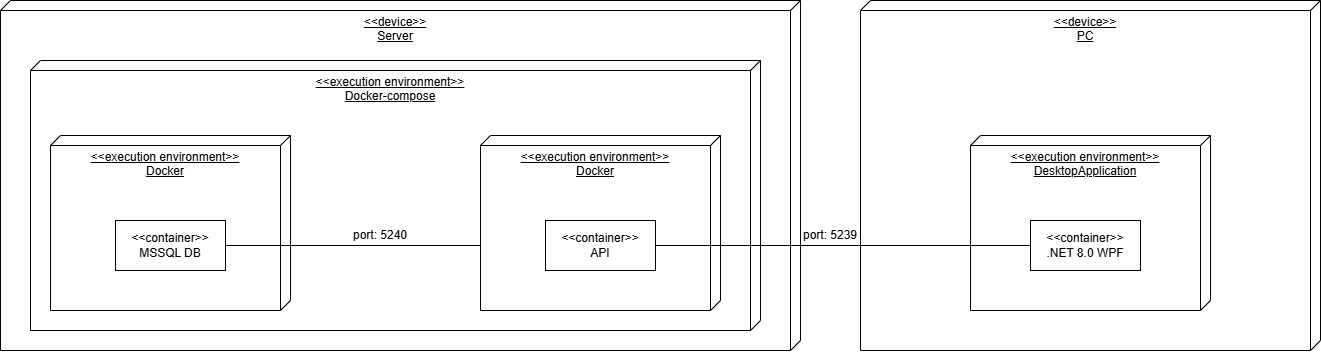 <<device>>
Server
<<device>>
PC
<<execution environment>>
Docker-compose
<<execution environment>>
Docker
<<execution environment>>
Docker
<<execution environment>>
DesktopApplication
<<container>>
MSSQL DB
port: 5240
<<container>>
API
port: 5239
<<container>>
.NET 8.0 WPF